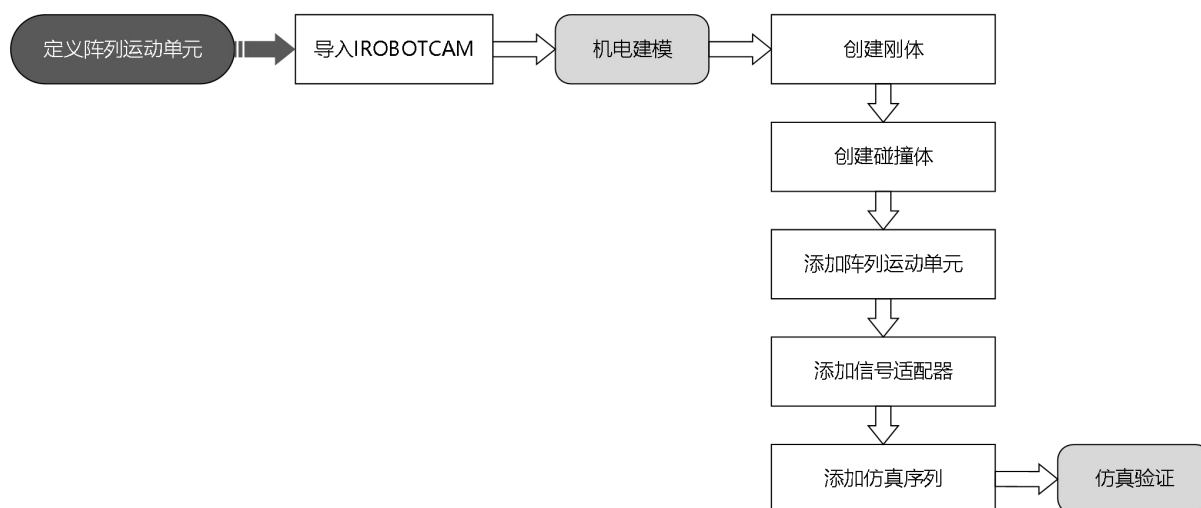 定义阵列运动单元
导入IROBOTCAM
机电建模
创建刚体
创建碰撞体
添加阵列运动单元
添加信号适配器
添加仿真序列
仿真验证